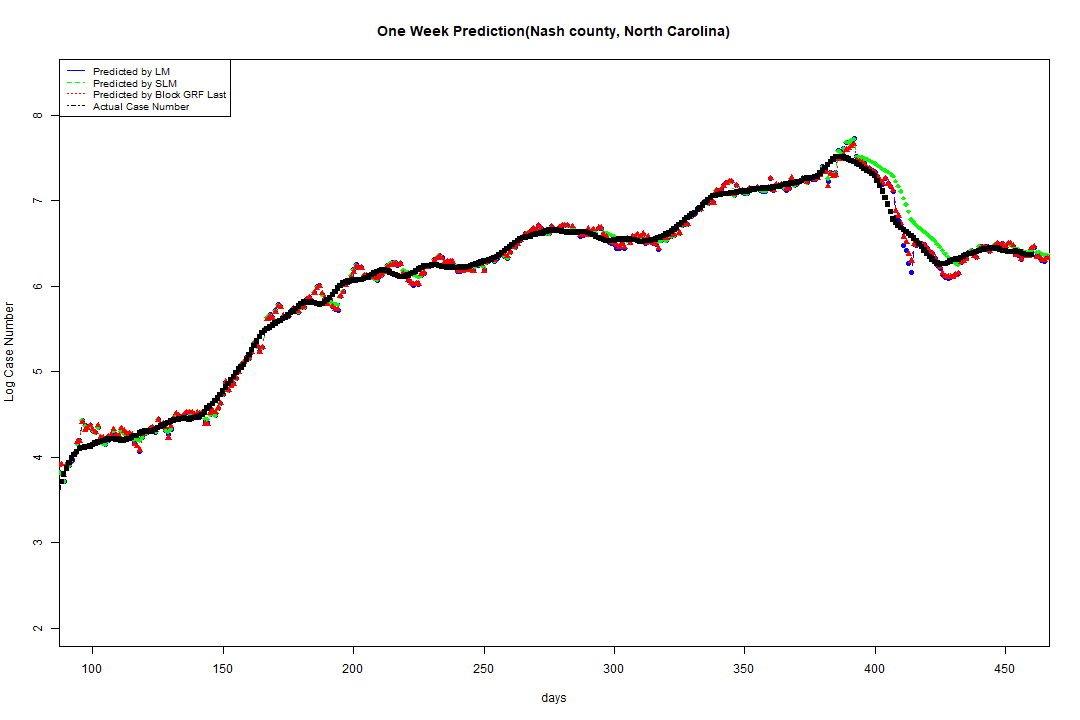 One Week Prediction(Nash county, North Carolina)
Predicted by LM
Predicted by SLM
Predicted by Block GRF Last
Actual Case Number
Log Case Number
8
7
6
5
4
3
2
100 150 200 250 300 350 400 450
days